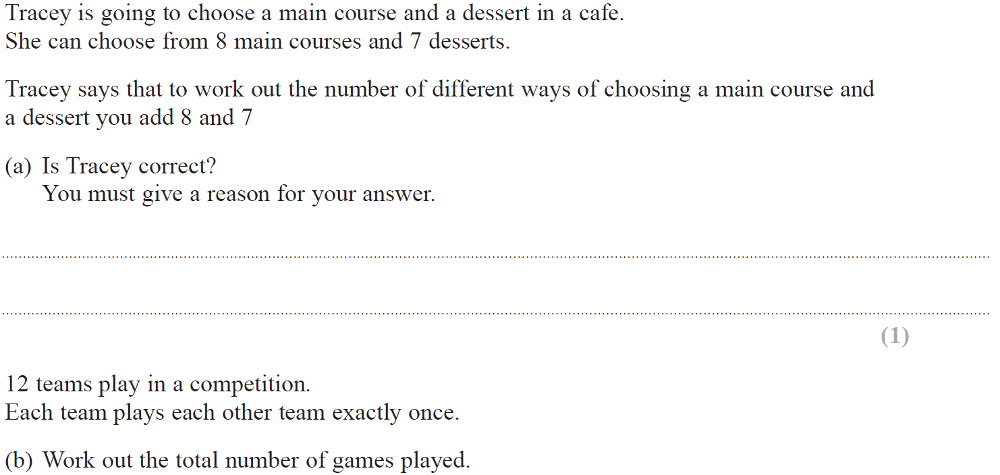 Tracey is going to choose a main course and a dessert in a cafe.
She can choose from 8 main courses and 7 desserts.
Tracey says that to work out the number of different ways of choosing a main course and
a dessert you add 8 and 7
(a) Is Tracey correct?
You must give a reason for your answer.
(1)
12 teams play in a competition.
Each team plays each other team exactly once.
(b) Work out the total number of games played.